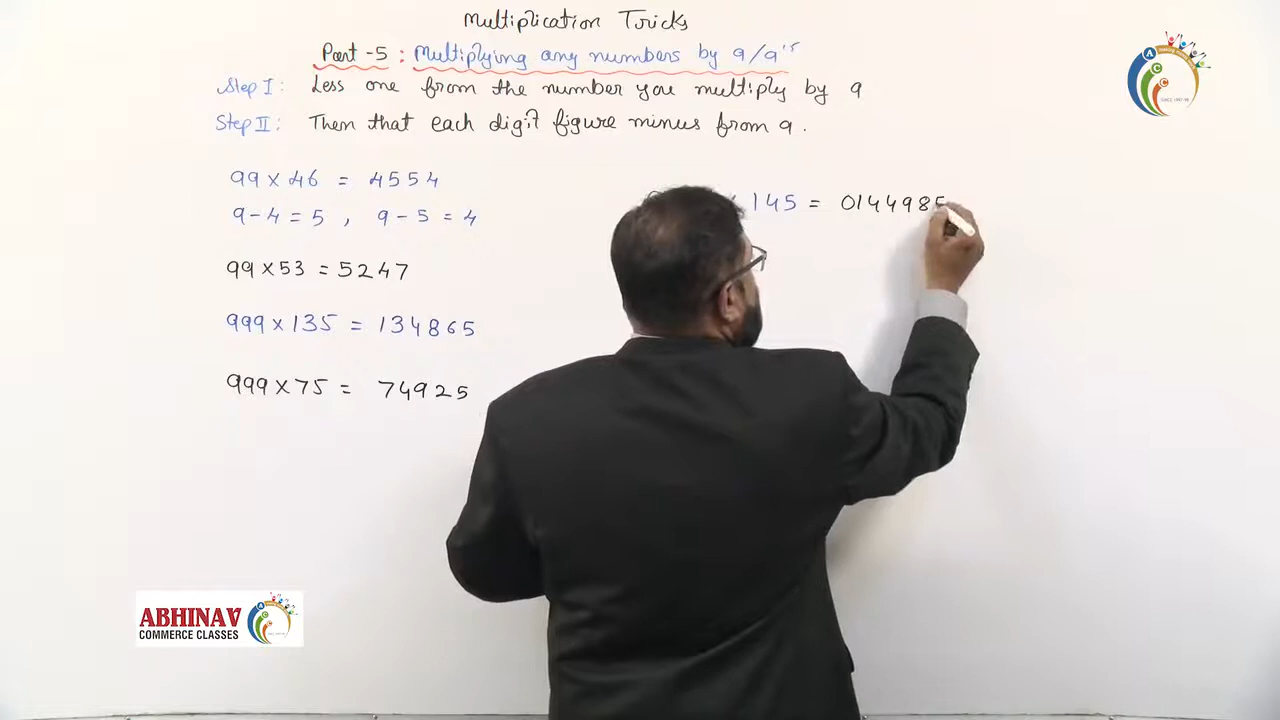 Multiplication Tricks
Part-5 : Multiplying any numbers by 9/9's
Step I : Less one from the number you multiply by 9
Step II : Then that each digit figure minus from 9.
99 × 46 = 4554
9 - 4 = 5 , 9 - 5 = 4
99 × 53 = 5247
999 × 135 = 134865
999 × 75 = 74925
145 = 0144985
ABHINAV
COMMERCE CLASSES